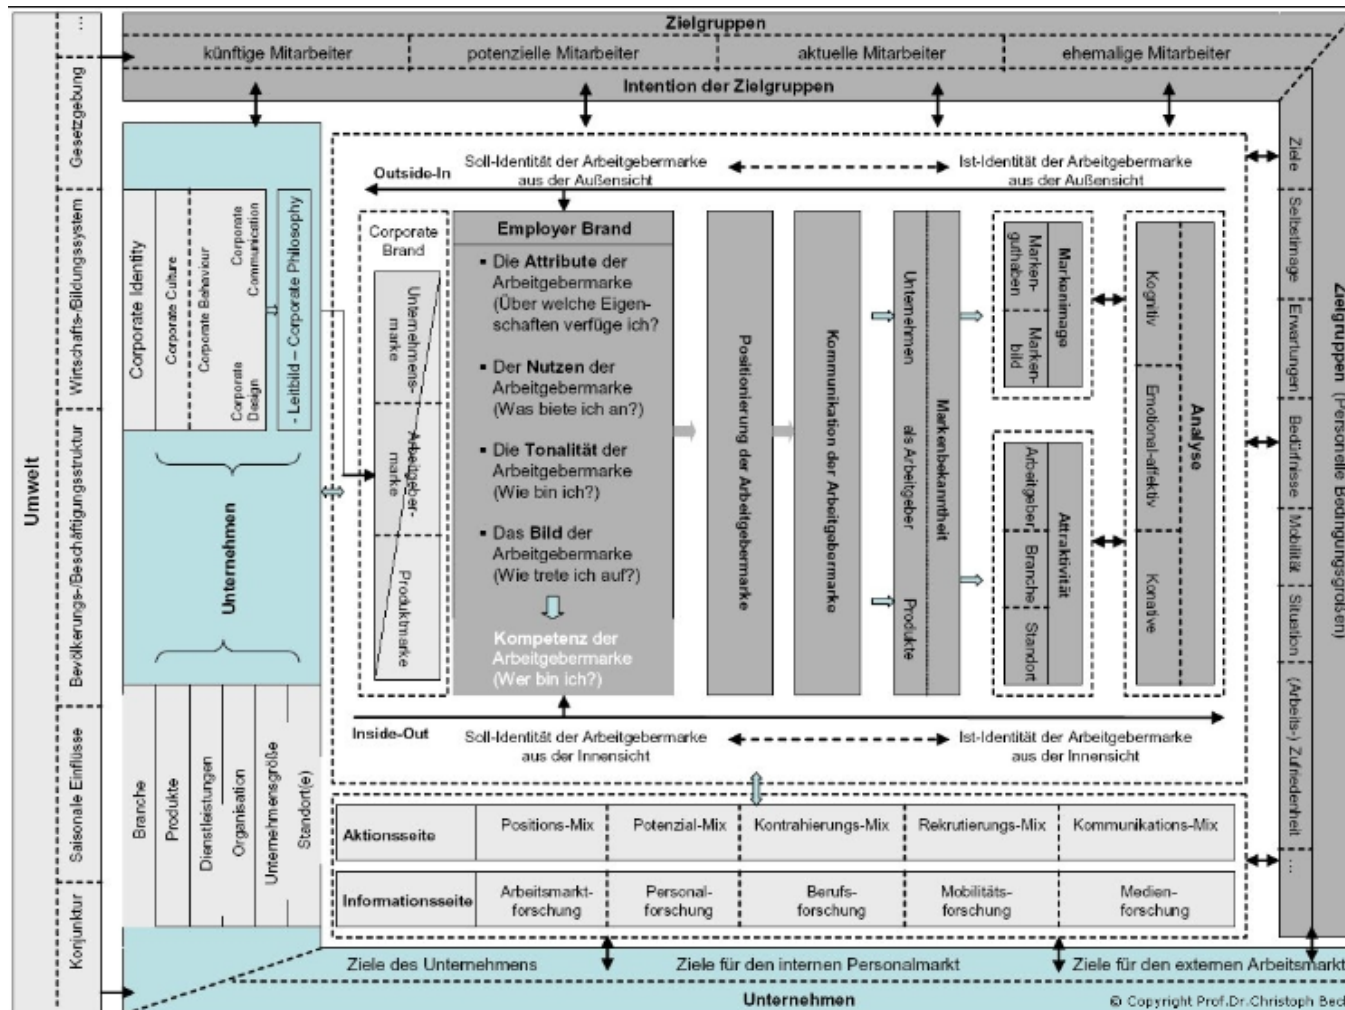 Zielgruppen
künftige Mitarbeiter
potenzielle Mitarbeiter
aktuelle Mitarbeiter
ehemalige Mitarbeiter
Intention der Zielgruppen
Umwelt
...
Gesetzgebung
Wirtschafts-/Bildungssystem
Bevölkerungs-/Beschäftigungsstruktur
Saisonale Einflüsse
Konjunktur
Corporate Identity
Corporate Culture
Corporate Behaviour
Corporate
Communication
Corporate
Design
- Leitbild – Corporate Philosophy
Unternehmen
Branche
Produkte
Dienstleistungen
Organisation
Unternehmensgröße
Standort(e)
Soll-Identität der Arbeitgebermarke
aus der Außensicht
Ist-Identität der Arbeitgebermarke
aus der Außensicht
Outside-In
Corporate
Brand
Unternehmens-
marke
Arbeitgeber-
marke
Produktmarke
Employer Brand
▪ Die Attribute der
Arbeitgebermarke
(Über welche Eigen-
schaften verfüge ich?
▪ Der Nutzen der
Arbeitgebermarke
(Was biete ich an?)
▪ Die Tonalität der
Arbeitgebermarke
(Wie bin ich?)
▪ Das Bild der
Arbeitgebermarke
(Wie trete ich auf?)
Kompetenz der
Arbeitgebermarke
(Wer bin ich?)
Positionierung der Arbeitgebermarke
Kommunikation der Arbeitgebermarke
Unternehmen
als Arbeitgeber
Produkte
Markenbekanntheit
Markenimage
Marken-
guthaben
Marken-
bild
Attraktivität
Arbeitgeber
Branche
Standort
Kognitiv
Emotional-affektiv
Konative
Analyse
Inside-Out
Soll-Identität der Arbeitgebermarke
aus der Innensicht
Ist-Identität der Arbeitgebermarke
aus der Innensicht
Aktionsseite
Positions-Mix
Potenzial-Mix
Kontrahierungs-Mix
Rekrutierungs-Mix
Kommunikations-Mix
Informationsseite
Arbeitsmarkt-
forschung
Personal-
forschung
Berufs-
forschung
Mobilitäts-
forschung
Medien-
forschung
Ziele
Selbstimage
Erwartungen
Bedürfnisse
Mobilität
Situation
(Arbeits-) Zufriedenheit
...
Zielgruppen (Personelle Bedingungsgrößen)
Ziele des Unternehmens
Ziele für den internen Personalmarkt
Ziele für den externen Arbeitsmarkt
Unternehmen
© Copyright Prof.Dr.Christoph Bec